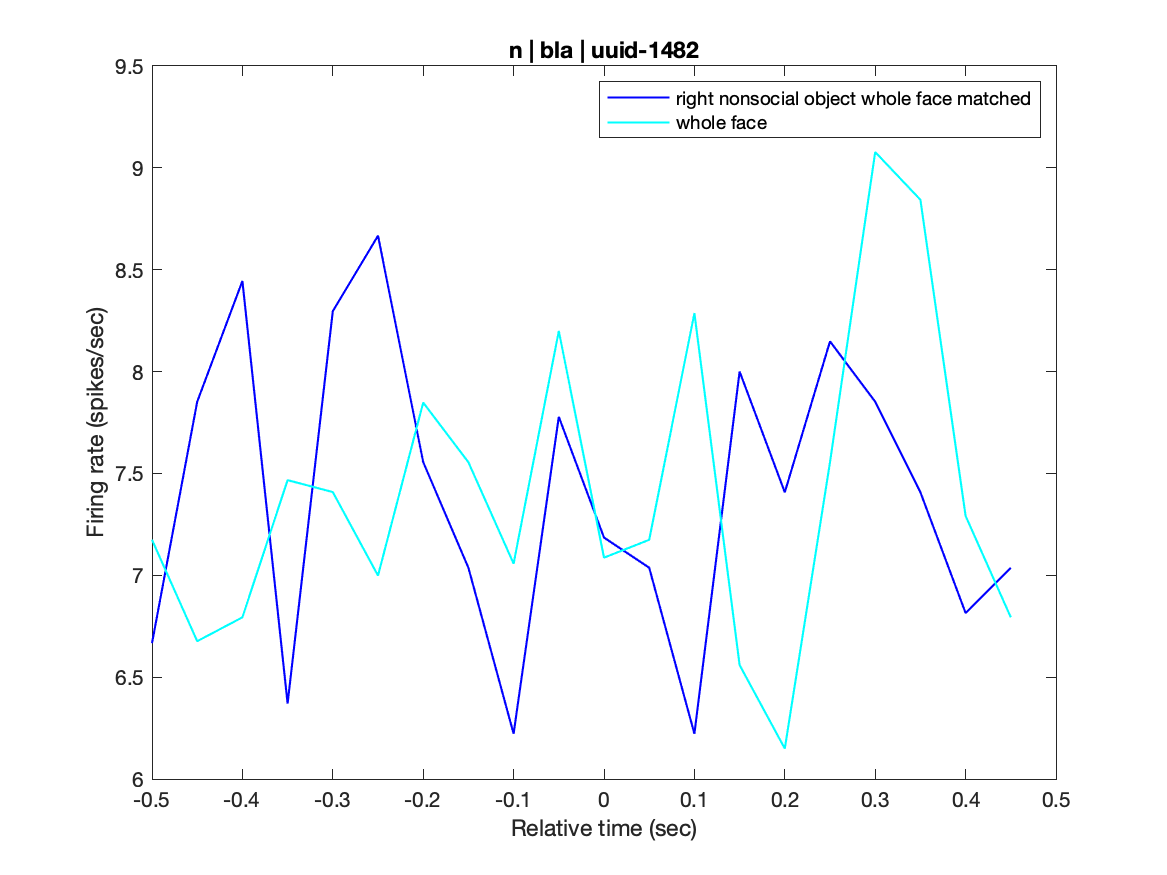 n | bla | uuid-1482
right nonsocial object whole face matched
whole face
Firing rate (spikes/sec)
9.5
9
8.5
8
7.5
7
6.5
6
-0.5 -0.4 -0.3 -0.2 -0.1 0 0.1 0.2 0.3 0.4 0.5
Relative time (sec)